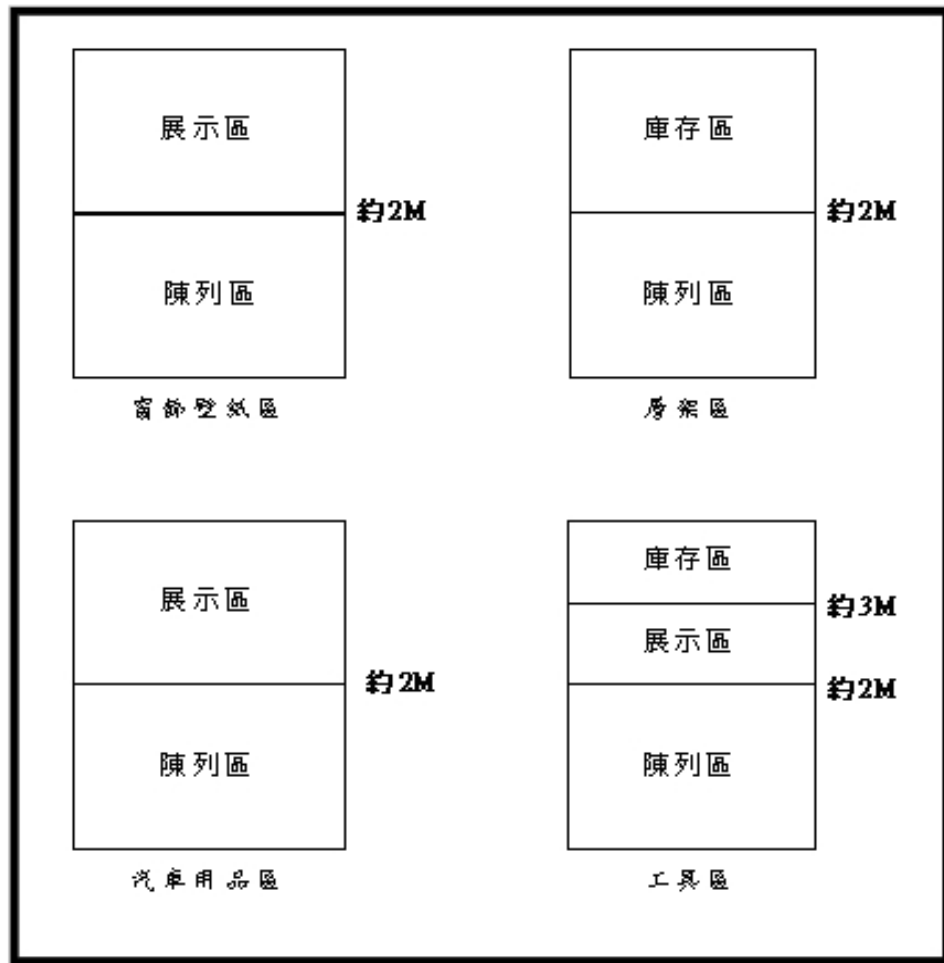 展示區
約2M
陳列區
窗飾壁紙區
庫存區
約2M
陳列區
層架區
展示區
約2M
陳列區
汽車用品區
庫存區
約3M
展示區
約2M
陳列區
工具區